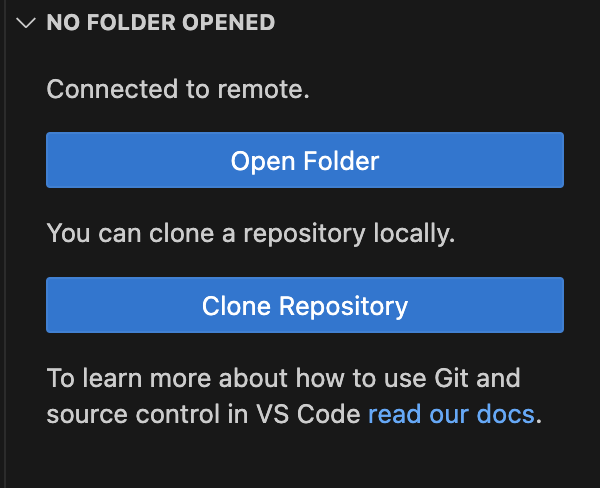 NO FOLDER OPENED
Connected to remote.
Open Folder
You can clone a repository locally.
Clone Repository
To learn more about how to use Git and
source control in VS Code read our docs.